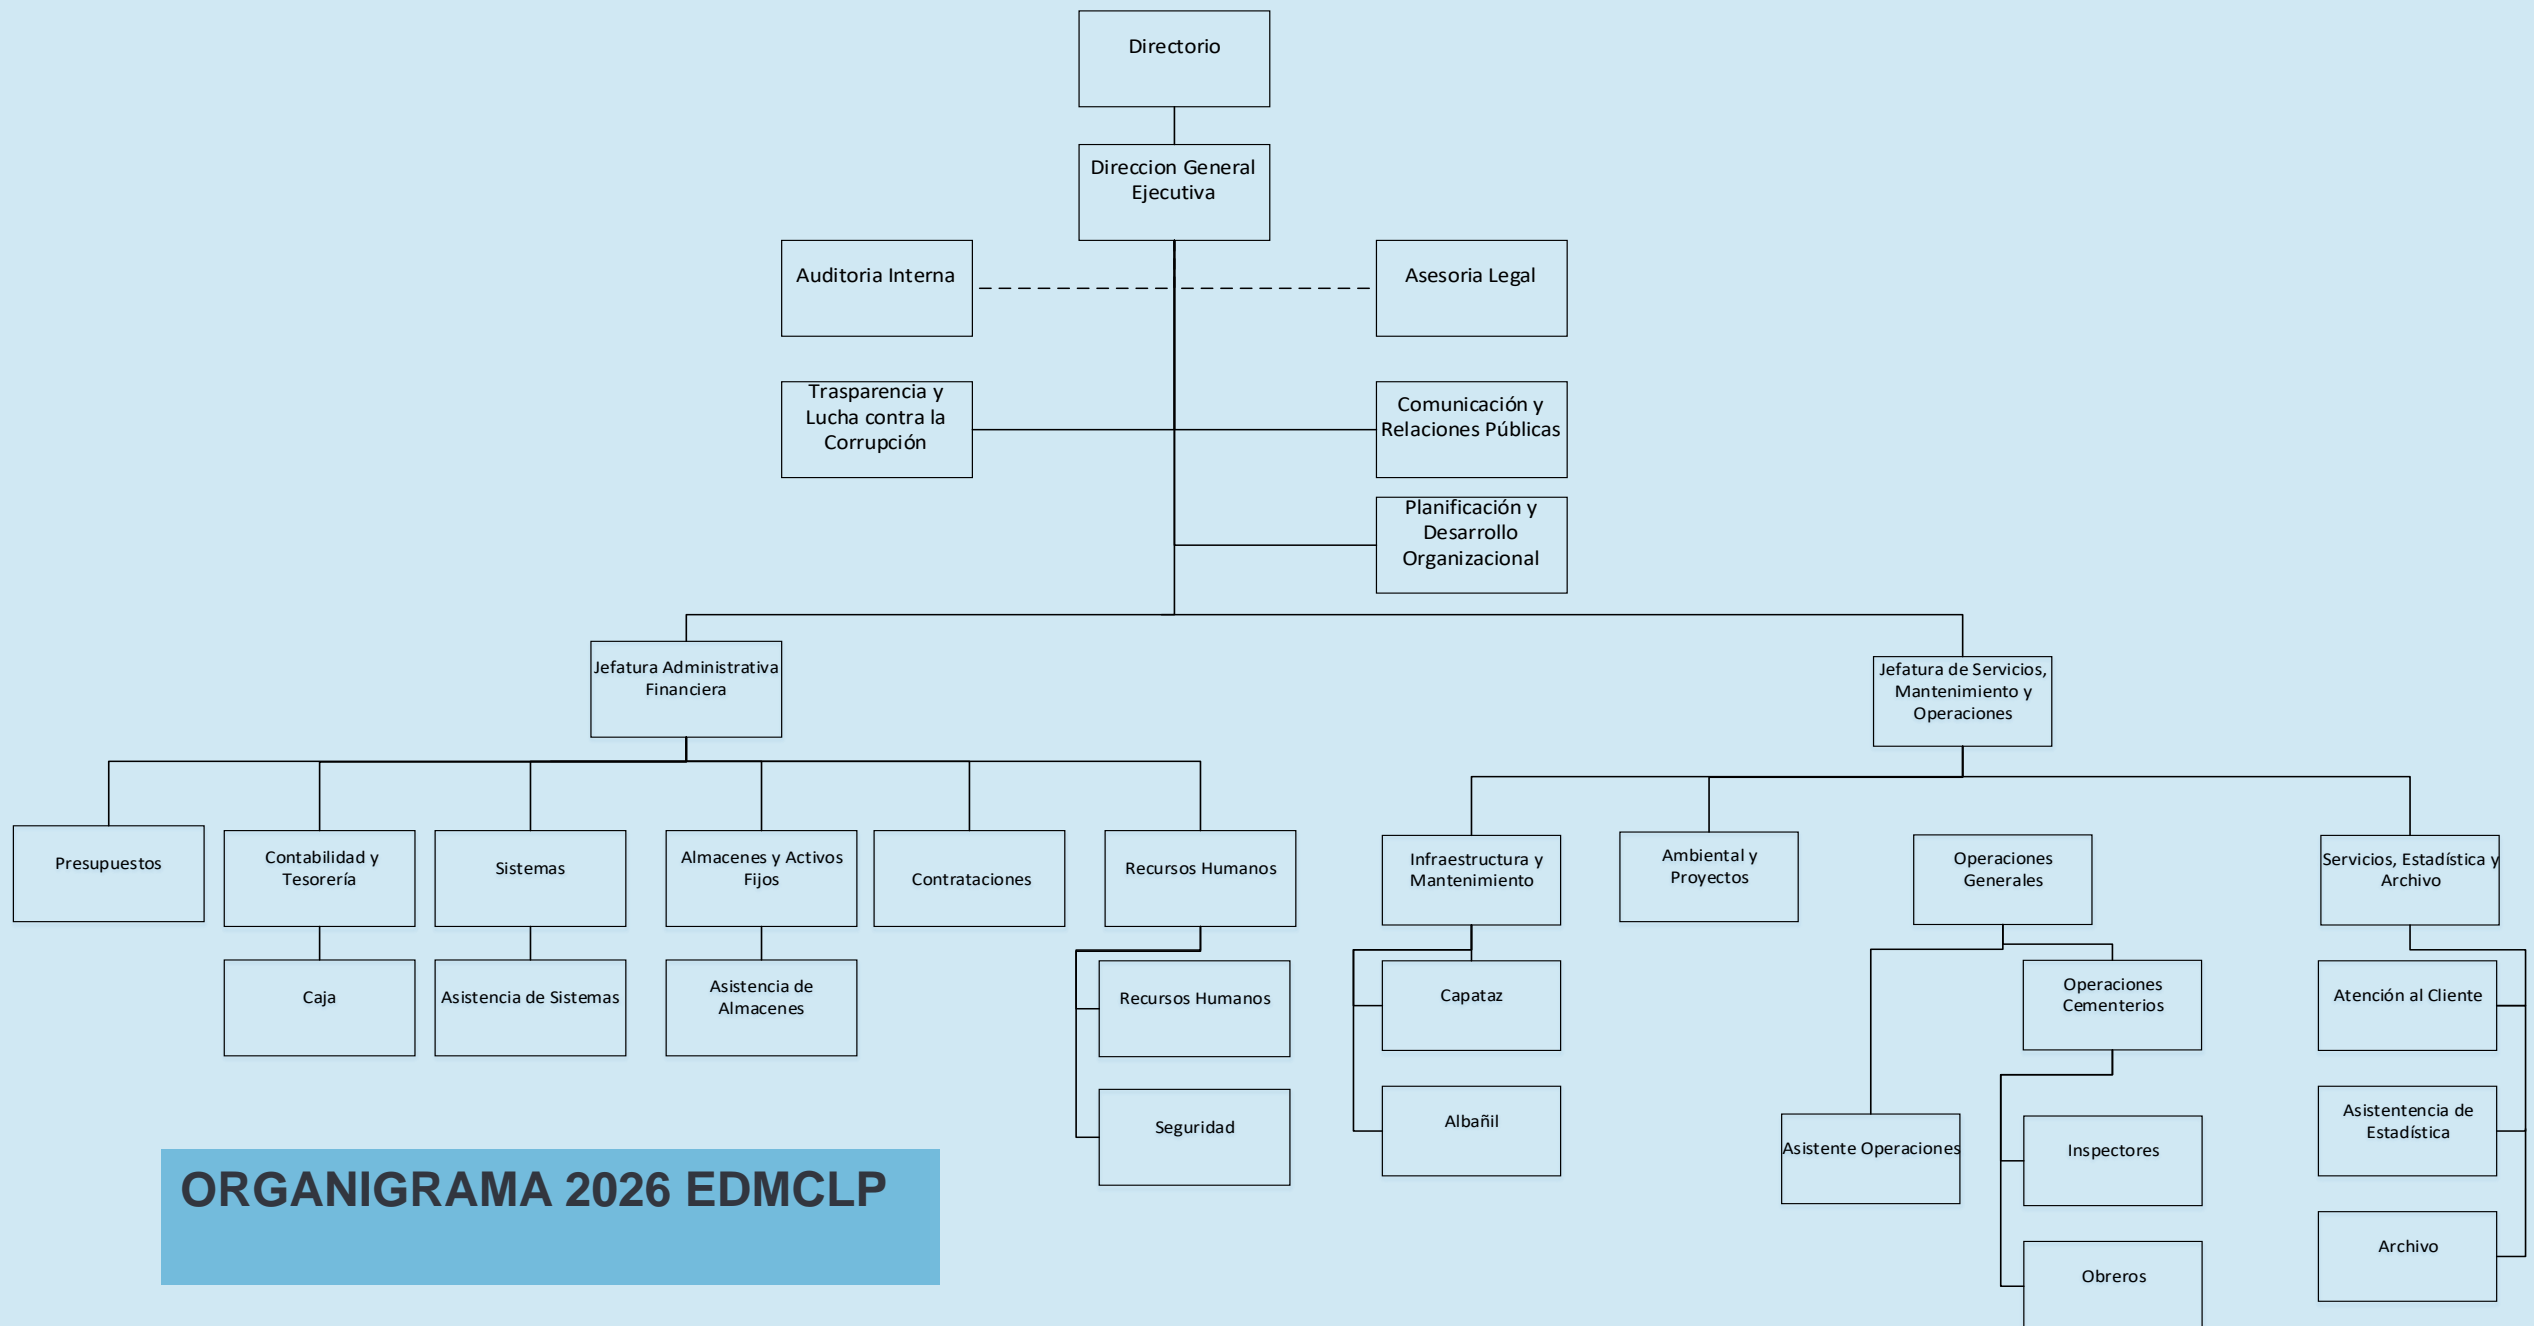 Directorio
Direccion General
Ejecutiva
Auditoria Interna
Asesoria Legal
Trasparencia y
Lucha contra la
Corrupción
Comunicación y
Relaciones Públicas
Planificación y
Desarrollo
Organizacional
Jefatura Administrativa
Financiera
Jefatura de Servicios,
Mantenimiento y
Operaciones
Presupuestos
Contabilidad y
Tesorería
Sistemas
Almacenes y Activos
Fijos
Contrataciones
Recursos Humanos
Infraestructura y
Mantenimiento
Ambiental y
Proyectos
Operaciones
Generales
Servicios, Estadística y
Archivo
Caja
Asistencia de Sistemas
Asistencia de
Almacenes
Recursos Humanos
Capataz
Operaciones
Cementerios
Atención al Cliente
Seguridad
Albañil
Asistente Operaciones
Inspectores
Asistentencia de
Estadística
Obreros
Archivo
ORGANIGRAMA 2026 EDMCLP